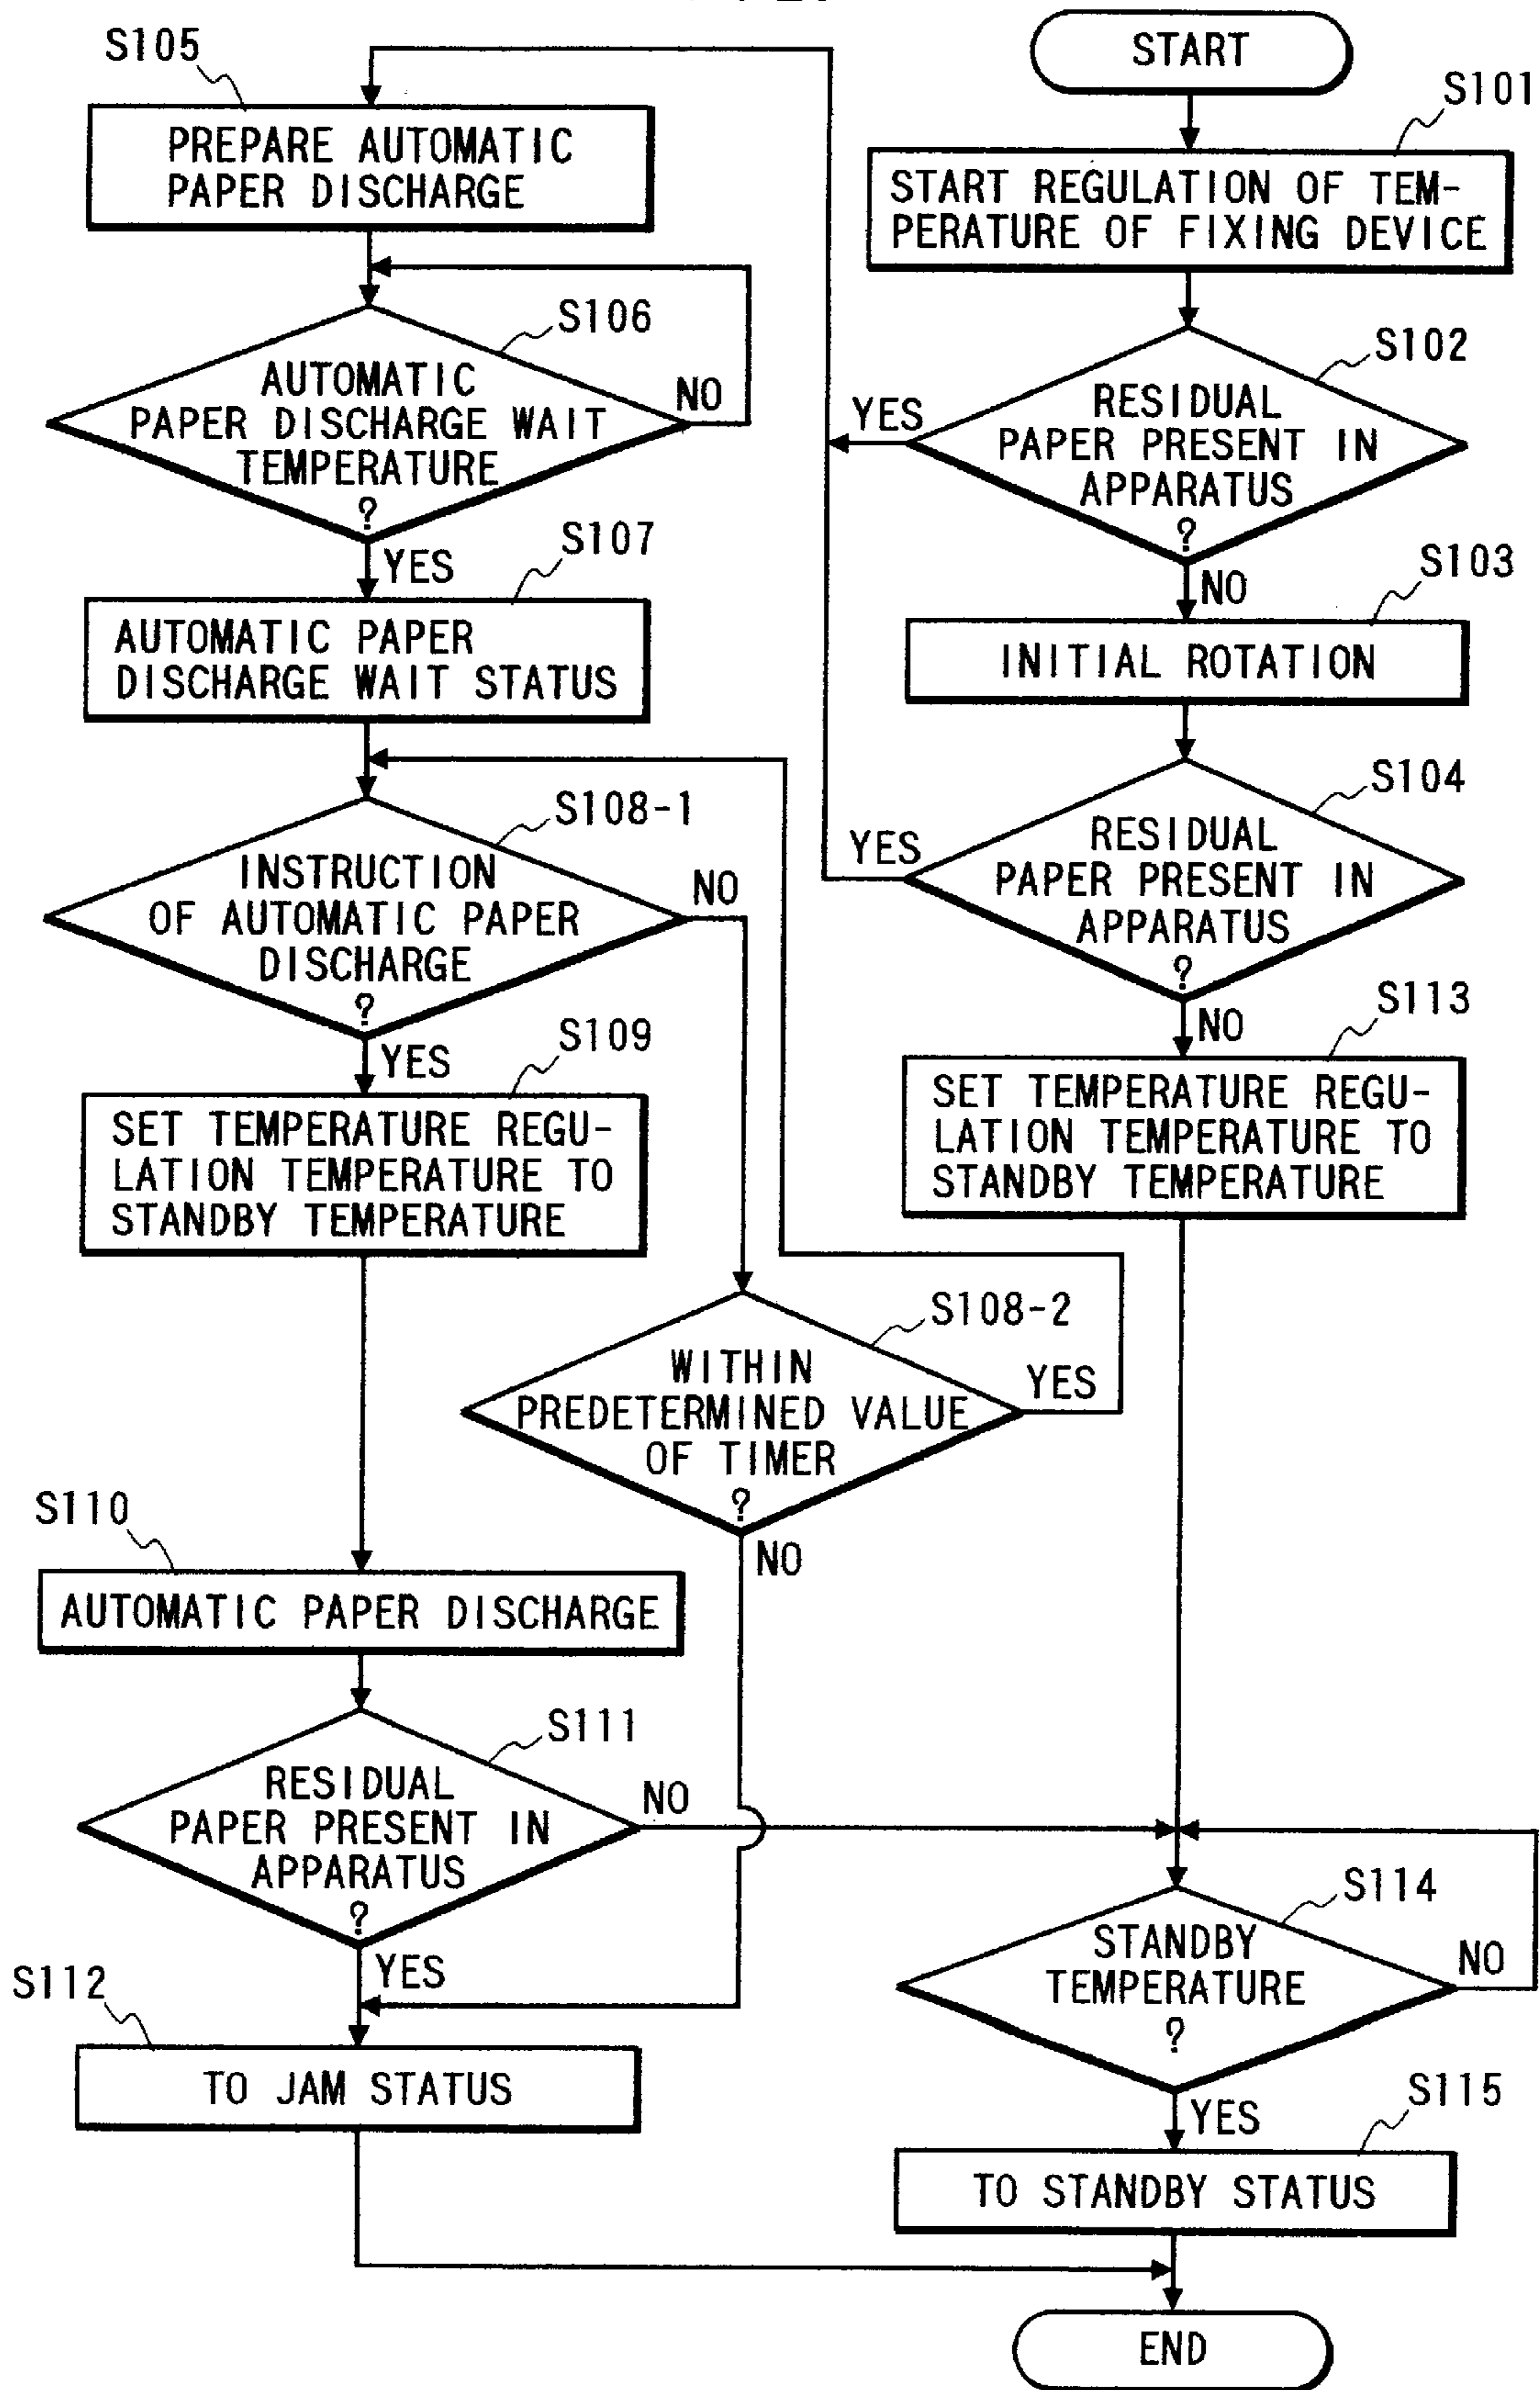 START
S101
START REGULATION OF TEM-
PERATURE OF FIXING DEVICE
S102
RESIDUAL
PAPER PRESENT IN
APPARATUS
?
YES
NO
S103
INITIAL ROTATION
S104
RESIDUAL
PAPER PRESENT IN
APPARATUS
?
YES
NO
S113
SET TEMPERATURE REGU-
LATION TEMPERATURE TO
STANDBY TEMPERATURE
S105
PREPARE AUTOMATIC
PAPER DISCHARGE
S106
AUTOMATIC
PAPER DISCHARGE WAIT
TEMPERATURE
?
NO
YES
S107
AUTOMATIC PAPER
DISCHARGE WAIT STATUS
S108-1
INSTRUCTION
OF AUTOMATIC PAPER
DISCHARGE
?
NO
YES
S109
SET TEMPERATURE REGU-
LATION TEMPERATURE TO
STANDBY TEMPERATURE
S108-2
WITHIN
PREDETERMINED VALUE
OF TIMER
?
YES
NO
S110
AUTOMATIC PAPER DISCHARGE
S111
RESIDUAL
PAPER PRESENT IN
APPARATUS
?
NO
YES
S112
TO JAM STATUS
S114
STANDBY
TEMPERATURE
?
NO
YES
S115
TO STANDBY STATUS
END